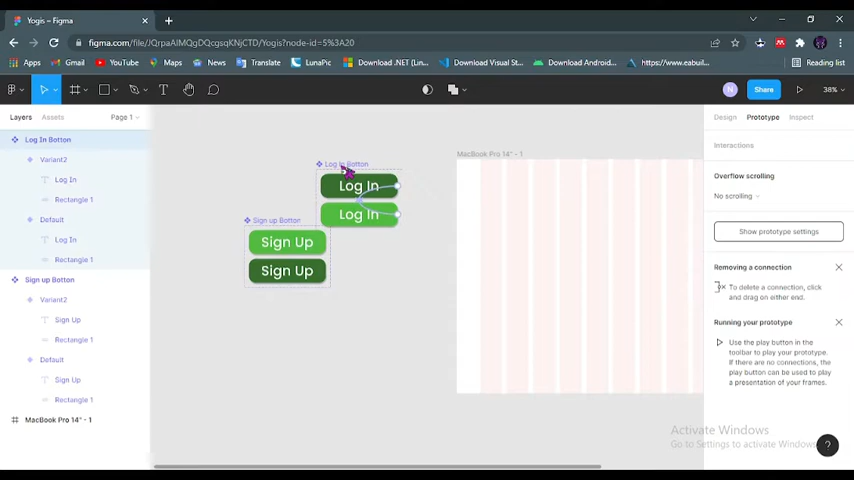 Yogis – Figma
figma.com/file/JQrpaAlMQgDQcgsqKNjCTD/Yogis?node-id=5%3A20
Apps
Gmail
YouTube
Maps
News
Translate
LunaPic
Download .NET (Lin...
Download Visual Stu...
Download Android...
https://www.eabuil...
Reading list
N
Share
38%
Layers
Assets
Page 1
Design
Prototype
Inspect
Log In Botton
Variant2
Log In
Rectangle 1
Default
Log In
Rectangle 1
Sign up Botton
Variant2
Sign Up
Rectangle 1
Default
Sign Up
Rectangle 1
MacBook Pro 14" - 1
Log In Botton
Log In
Log In
Sign up Botton
Sign Up
Sign Up
MacBook Pro 14" - 1
Interactions
Overflow scrolling
No scrolling
Show prototype settings
Removing a connection
To delete a connection, click
and drag on either end.
Running your prototype
Use the play button in the
toolbar to play your prototype.
If there are no connections, the
play button can be used to play
a presentation of your frames.
Activate Windows
Go to Settings to activate Windows.
?